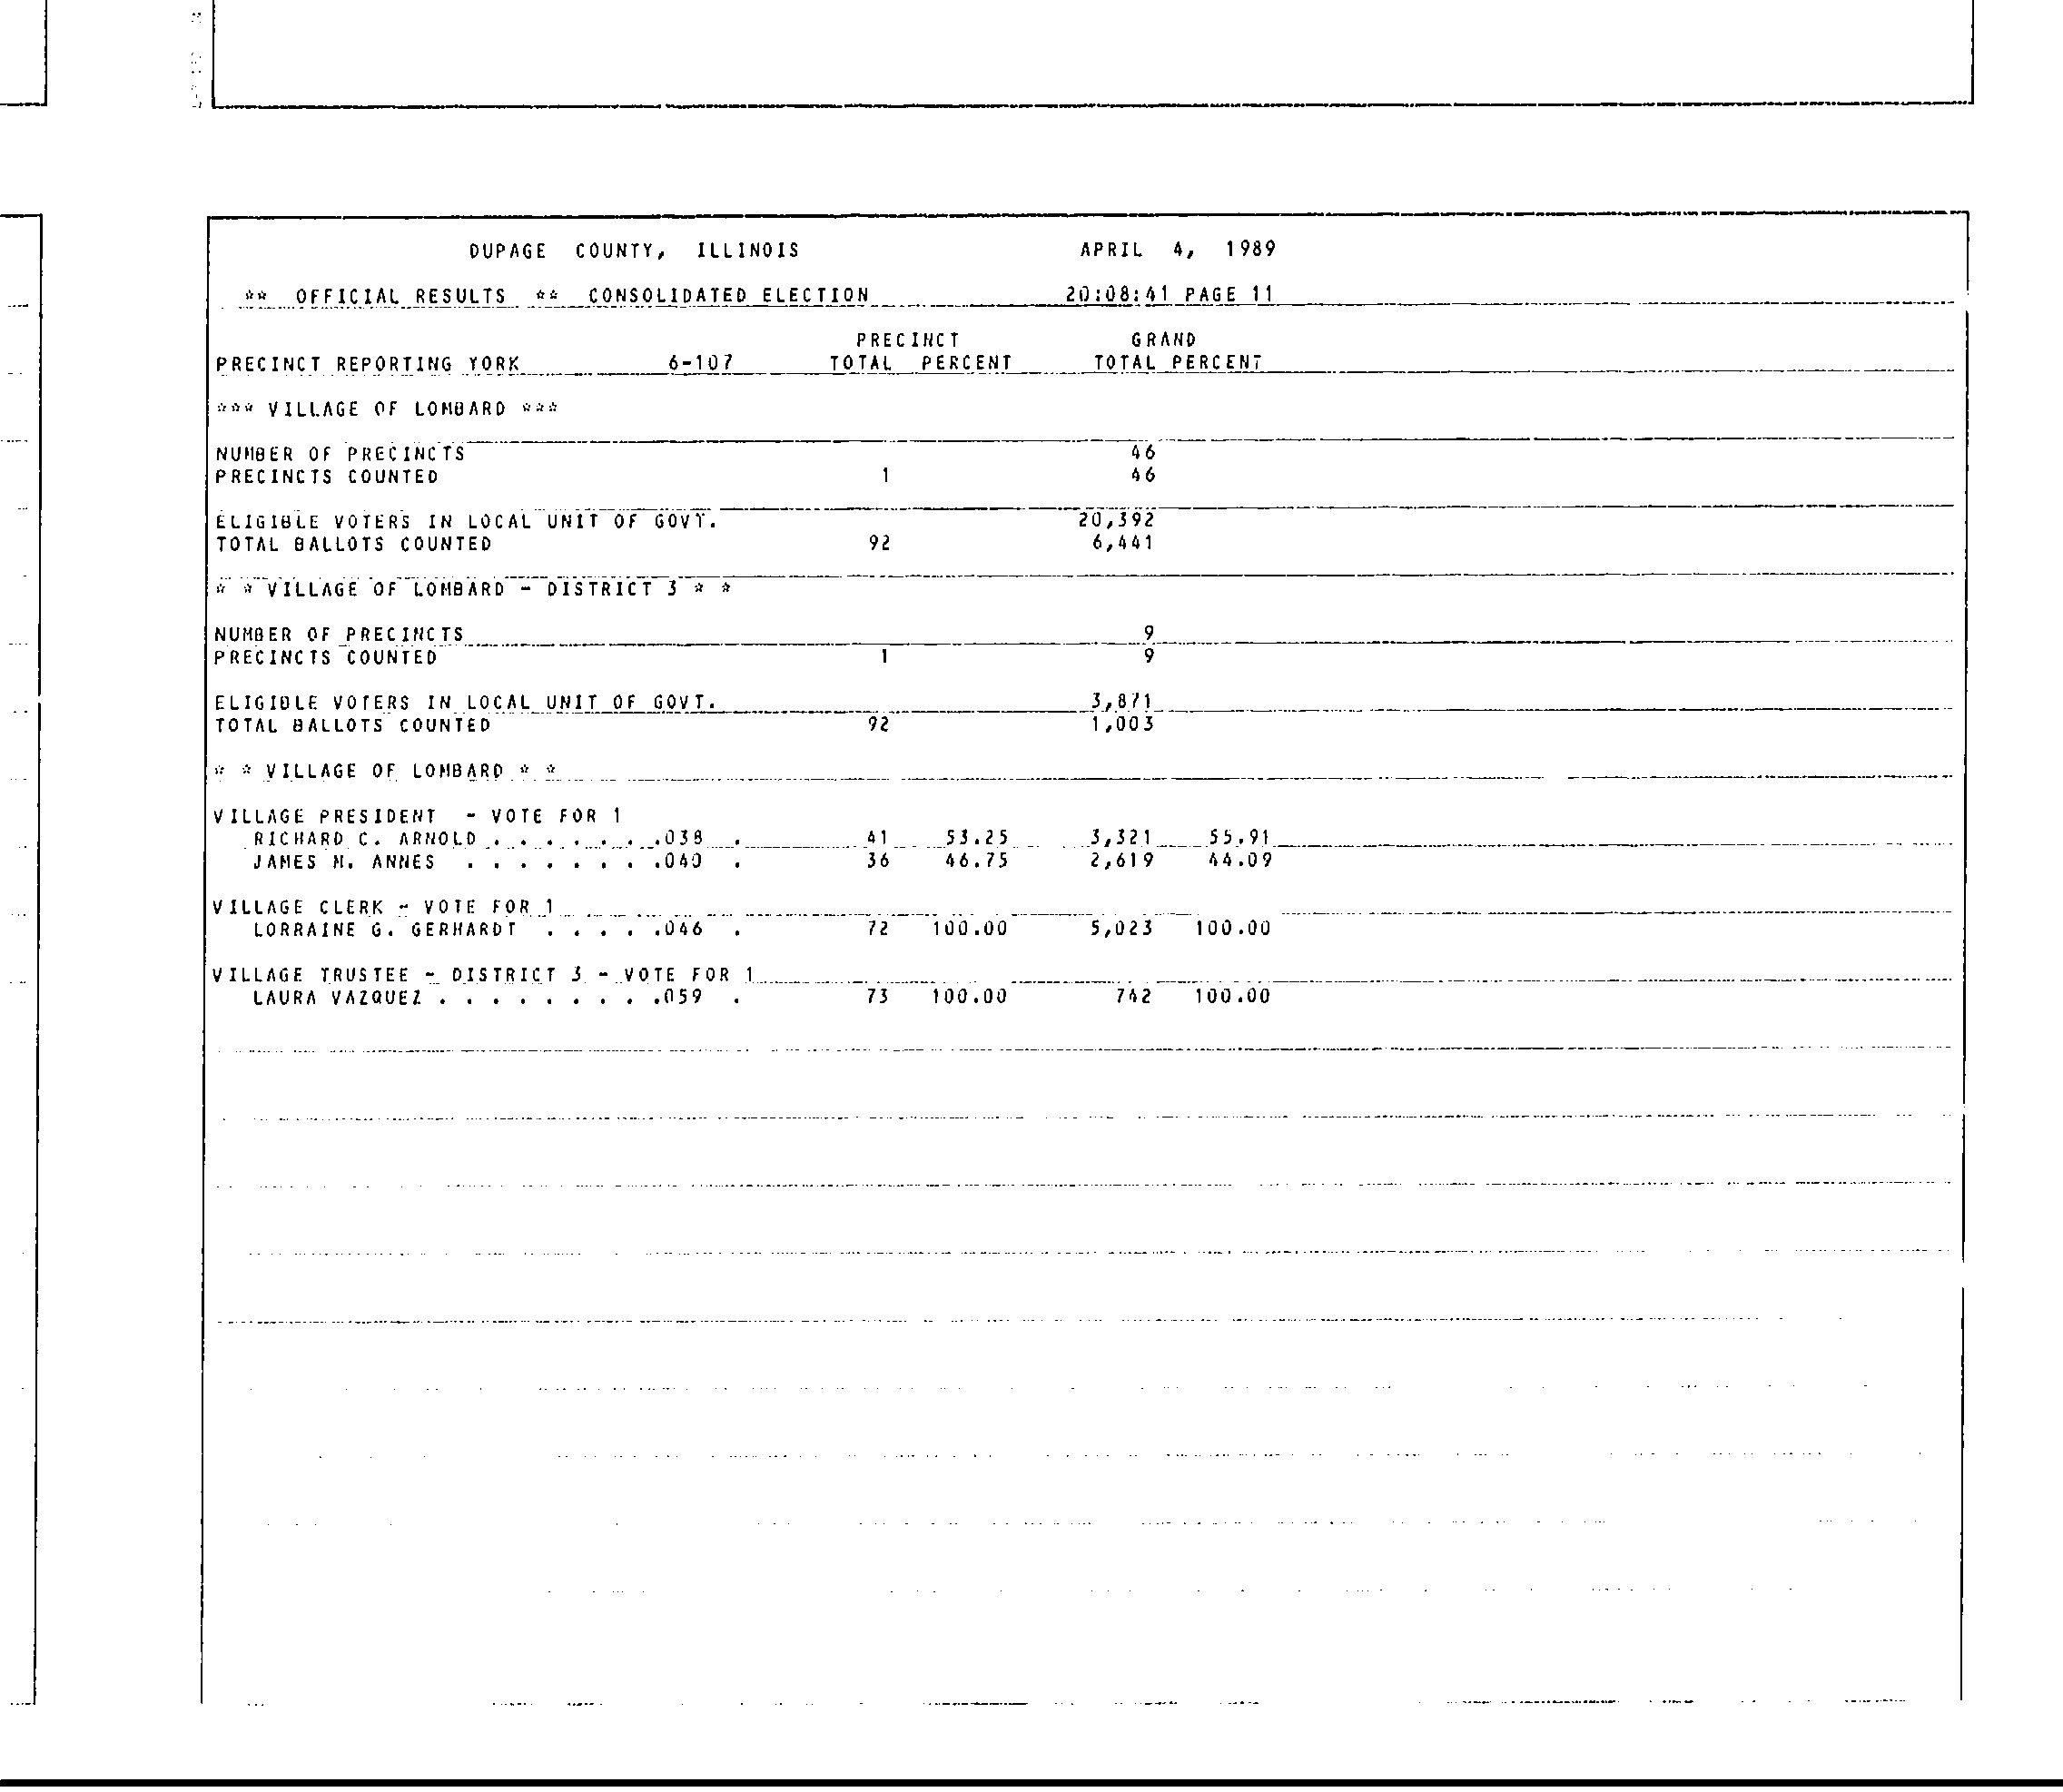 DUPAGE COUNTY, ILLINOIS APRIL 4, 1989
** OFFICIAL RESULTS ** CONSOLIDATED ELECTION 20:08:41 PAGE 11
PRECINCT GRAND
PRECINCT REPORTING YORK 6-107 TOTAL PERCENT TOTAL PERCENT
*** VILLAGE OF LOMBARD ***
NUMBER OF PRECINCTS 46
PRECINCTS COUNTED 1 46
ELIGIBLE VOTERS IN LOCAL UNIT OF GOVT. 20,392
TOTAL BALLOTS COUNTED 92 6,441
* * VILLAGE OF LOMBARD - DISTRICT 3 * *
NUMBER OF PRECINCTS 9
PRECINCTS COUNTED 1 9
ELIGIBLE VOTERS IN LOCAL UNIT OF GOVT. 3,871
TOTAL BALLOTS COUNTED 92 1,003
* * VILLAGE OF LOMBARD * *
VILLAGE PRESIDENT - VOTE FOR 1
RICHARD C. ARNOLD . . . . . . .038 . 41 53.25 3,321 55.91
JAMES M. ANNES . . . . . . . .040 . 36 46.75 2,619 44.09
VILLAGE CLERK - VOTE FOR 1
LORRAINE G. GERHARDT . . . . .046 . 72 100.00 5,023 100.00
VILLAGE TRUSTEE - DISTRICT 3 - VOTE FOR 1
LAURA VAZQUEZ . . . . . . . . .059 . 73 100.00 742 100.00